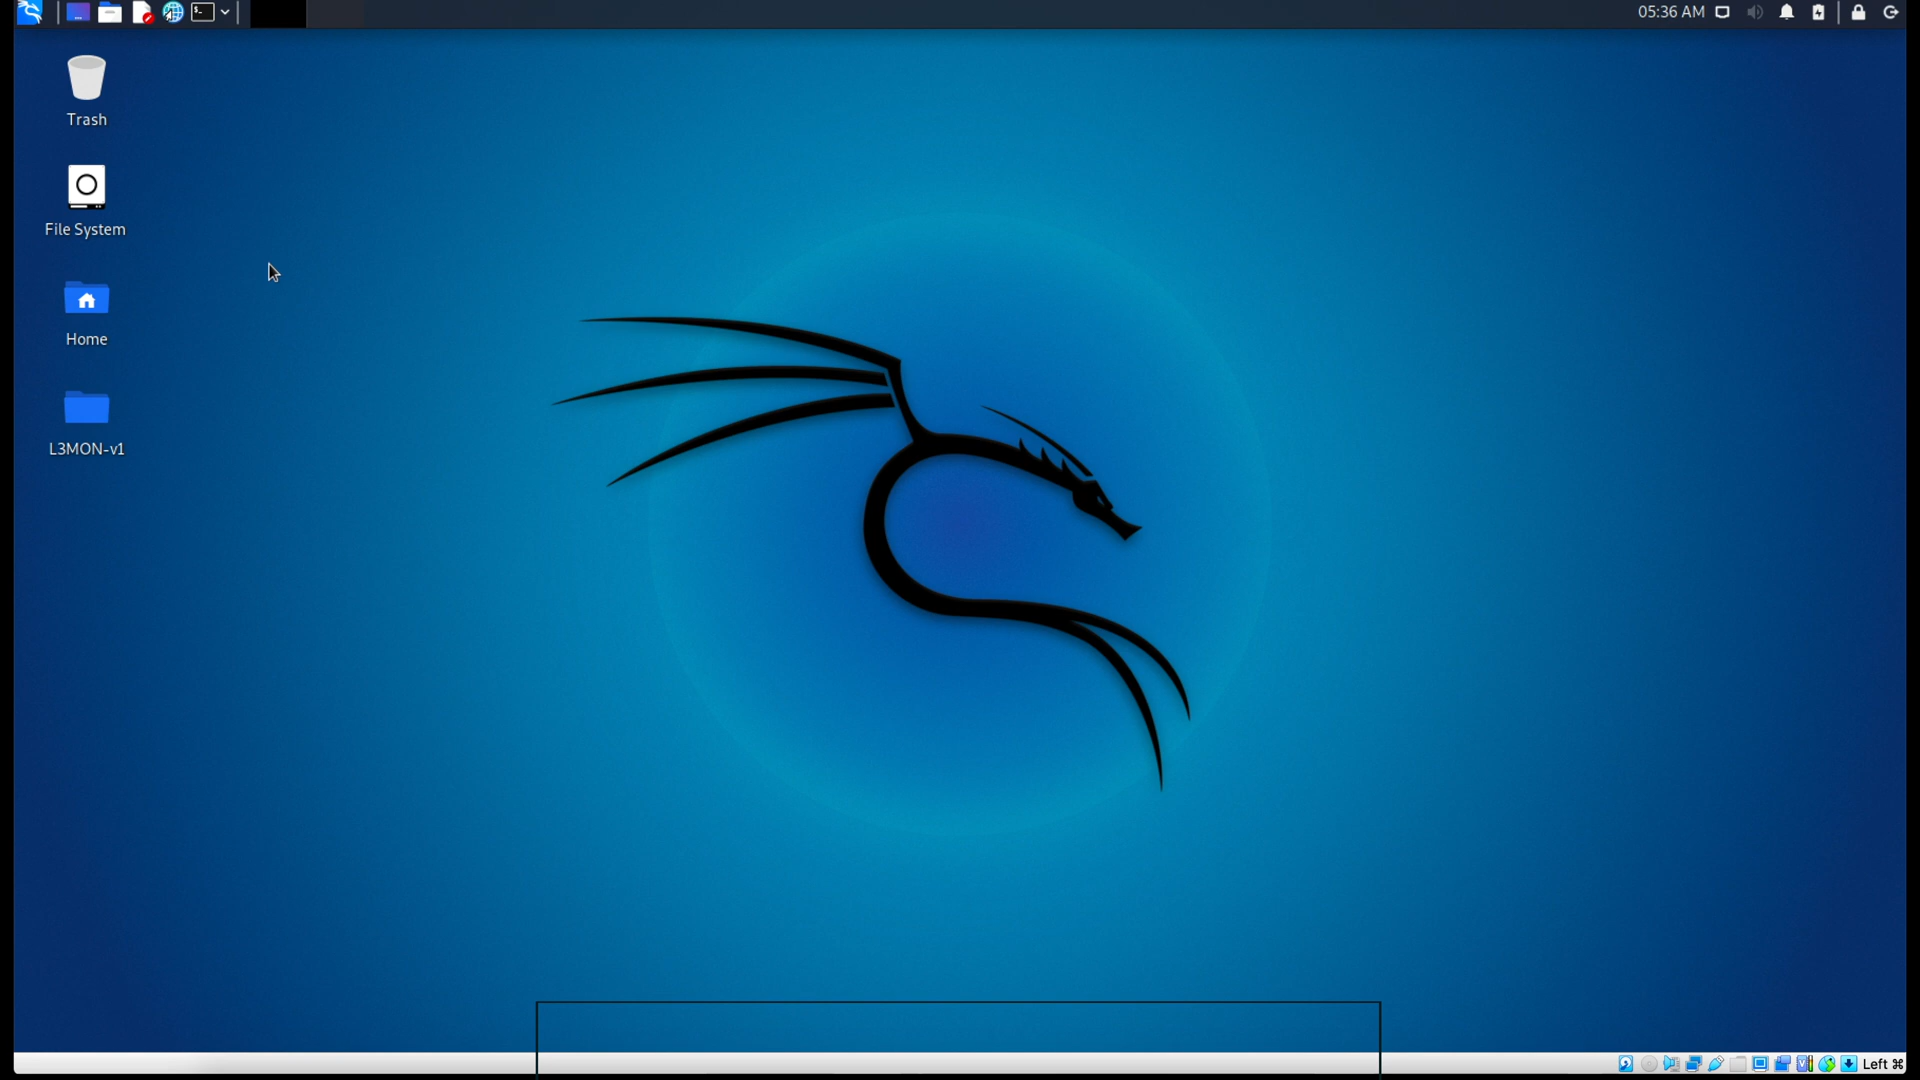 05:36 AM
Trash
File System
Home
L3MON-v1
Left ⌘